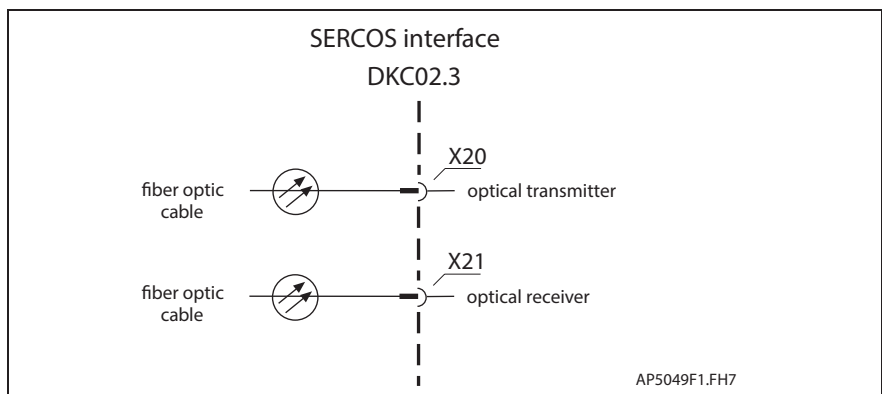 SERCOS interface
DKC02.3
X20
fiber optic
cable
optical transmitter
X21
fiber optic
cable
optical receiver
AP5049F1.FH7